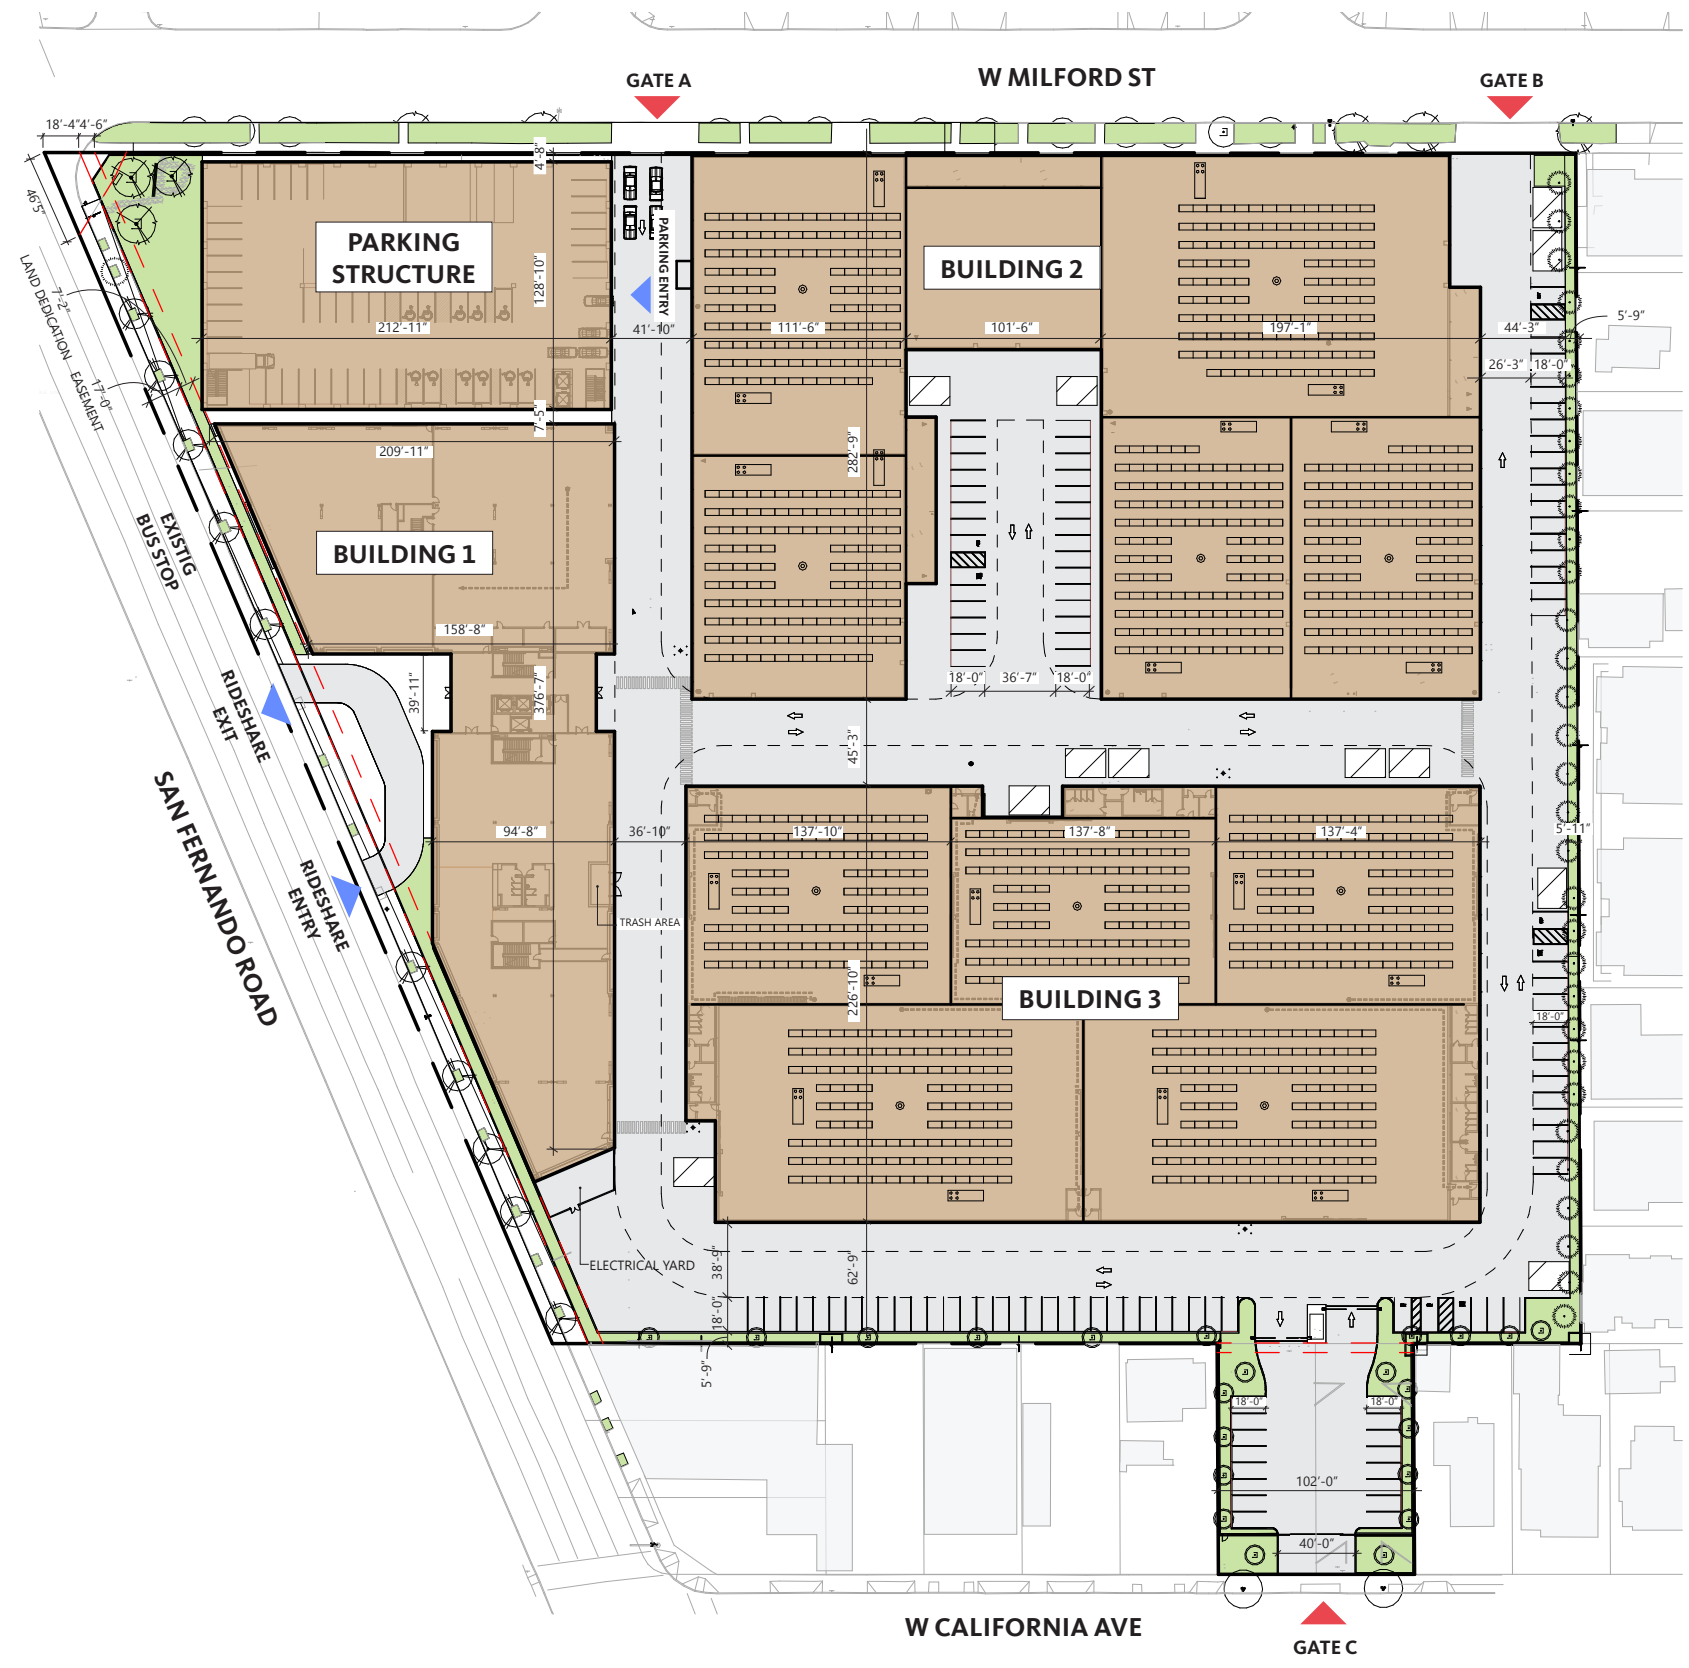 W MILFORD ST
GATE A
GATE B
18'-4"
4'-6"
46'5"
4'-8"
PARKING
STRUCTURE
128'-10"
PARKING ENTRY
BUILDING 2
212'-11"
41'-10"
111'-6"
101'-6"
197'-1"
44'-3"
5'-9"
26'-3"
18'-0"
LAND DEDICATION
7'-2"
EASEMENT
17'-0"
7'-5"
209'-11"
282'-9"
EXISTIG
BUS STOP
BUILDING 1
158'-8"
39'-11"
376'-7"
18'-0"
36'-7"
18'-0"
RIDESHARE
EXIT
45'-3"
SAN FERNANDO ROAD
94'-8"
36'-10"
137'-10"
137'-8"
137'-4"
5'-11"
RIDESHARE
ENTRY
TRASH AREA
226'-10"
BUILDING 3
18'-0"
ELECTRICAL YARD
38'-9"
62'-9"
18'-0"
5'-9"
18'-0"
18'-0"
102'-0"
40'-0"
W CALIFORNIA AVE
GATE C